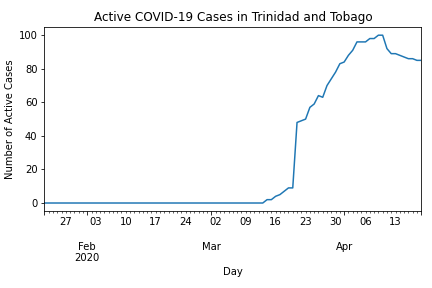 Active COVID-19 Cases in Trinidad and Tobago
Number of Active Cases
100
80
60
40
20
0
27 03 10 17 24 02 09 16 23 30 06 13
Feb Mar Apr
2020
Day